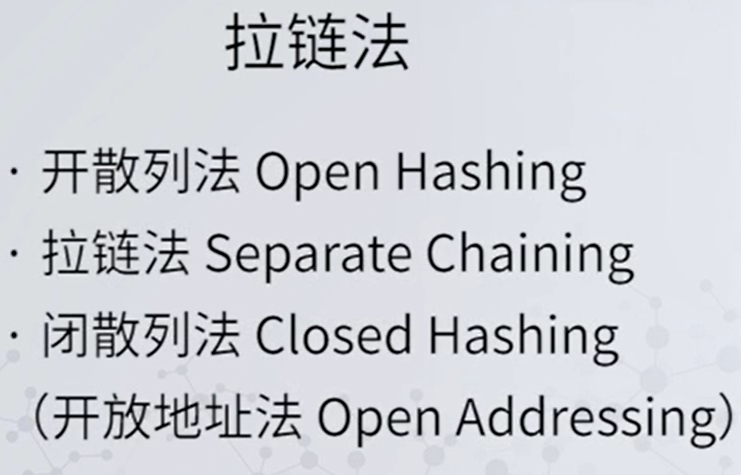 拉链法
· 开散列法 Open Hashing
· 拉链法 Separate Chaining
· 闭散列法 Closed Hashing
（开放地址法 Open Addressing）